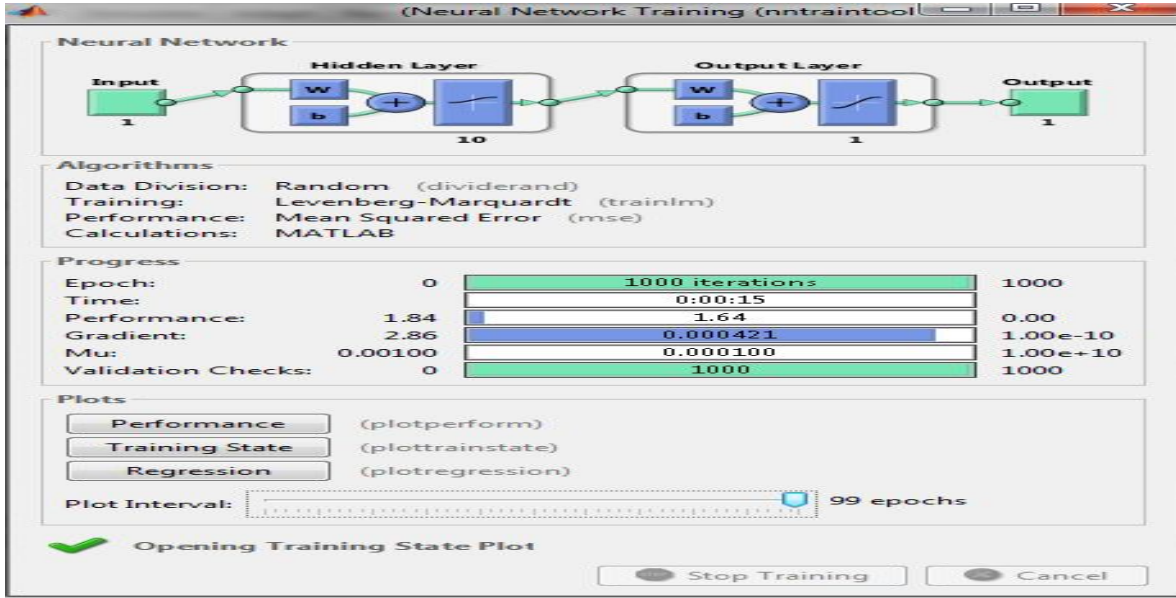 (Neural Network Training (nntraintool
Neural Network
Hidden Layer Output Layer
Input Output
W W
b b
1 10 1 1
Algorithms
Data Division: Random (dividerand)
Training: Levenberg-Marquardt (trainlm)
Performance: Mean Squared Error (mse)
Calculations: MATLAB
Progress
Epoch: 0 1000 iterations 1000
Time: 0:00:15
Performance: 1.84 1.64 0.00
Gradient: 2.86 0.000421 1.00e-10
Mu: 0.00100 0.000100 1.00e+10
Validation Checks: 0 1000 1000
Plots
Performance (plotperform)
Training State (plottrainstate)
Regression (plotregression)
Plot Interval: 99 epochs
Opening Training State Plot
Stop Training Cancel